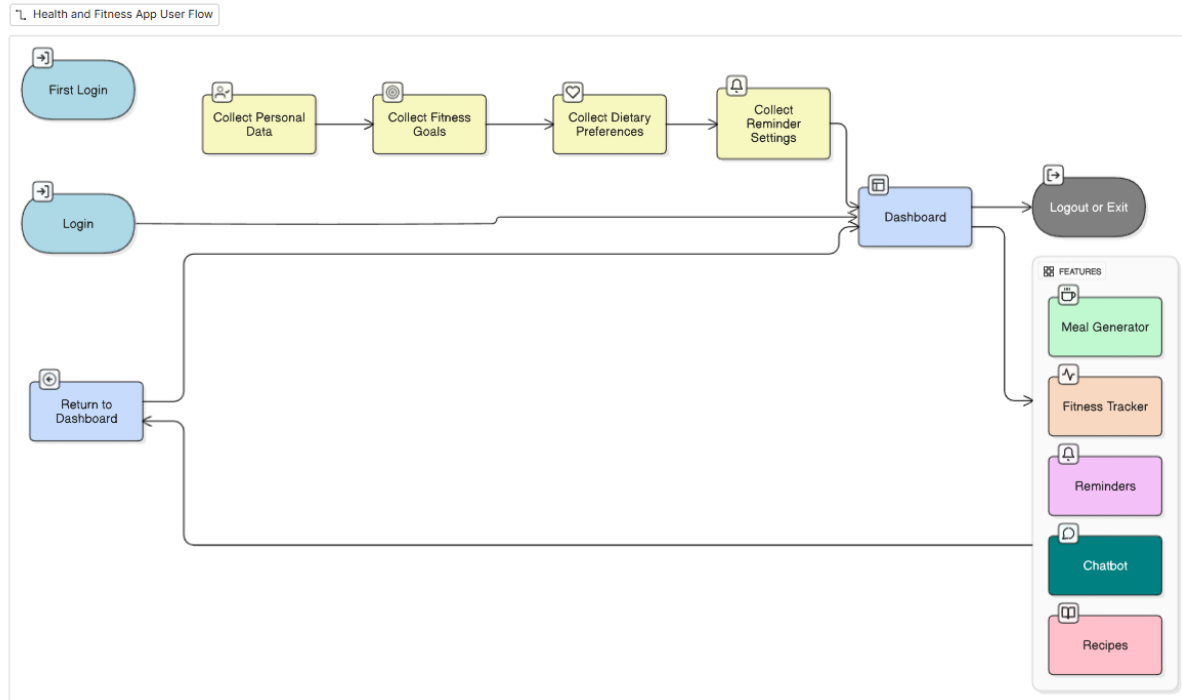 Health and Fitness App User Flow
First Login
Collect Personal
Data
Collect Fitness
Goals
Collect Dietary
Preferences
Collect
Reminder
Settings
Login
Dashboard
Logout or Exit
FEATURES
Meal Generator
Return to
Dashboard
Fitness Tracker
Reminders
Chatbot
Recipes